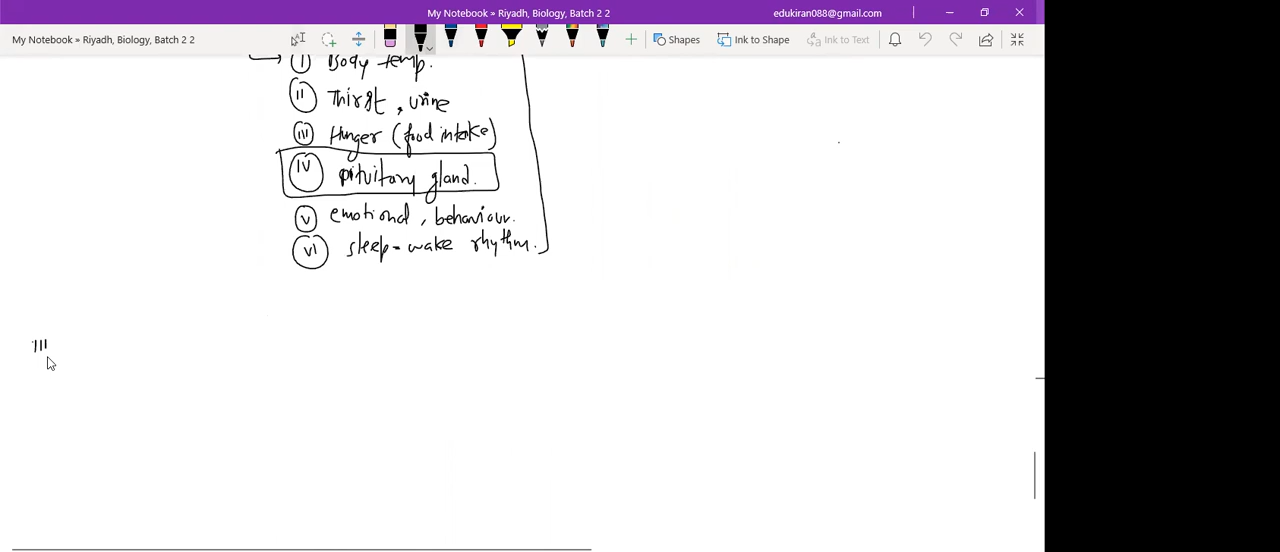 My Notebook » Riyadh, Biology, Batch 2 2
edukiran088@gmail.com
My Notebook » Riyadh, Biology, Batch 2 2
Shapes
Ink to Shape
Ink to Text
I Body temp.
II Thirst, urine
III Hunger (food intake)
IV pituitary gland.
V emotional, behaviour.
VI sleep-wake rhythm.
III